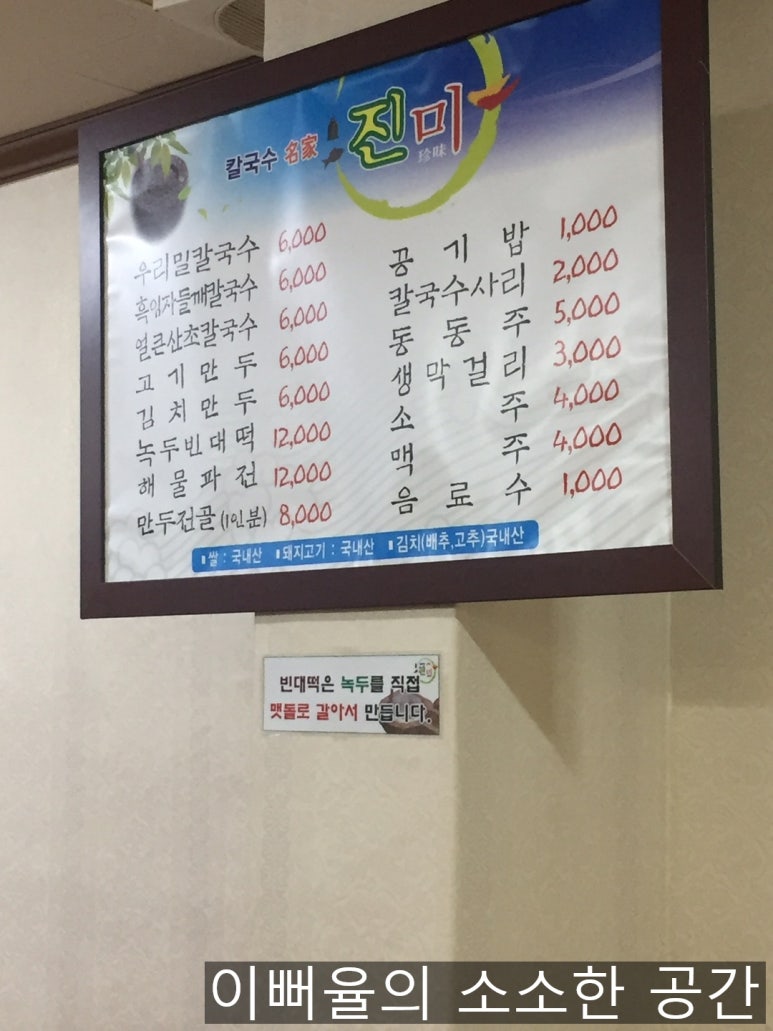 칼국수 名家 진미 珍味
우리밀칼국수 6,000
흑임자들깨칼국수 6,000
얼큰산초칼국수 6,000
고기만두 6,000
김치만두 6,000
녹두빈대떡 12,000
해물파전 12,000
만두전골(1인분) 8,000
공기밥 1,000
칼국수사리 2,000
동동주 5,000
생막걸리 3,000
소주 4,000
맥주 4,000
음료수 1,000
▪쌀 : 국내산 ▪돼지고기 : 국내산 ▪김치(배추,고추)국내산
빈대떡은 녹두를 직접
맷돌로 갈아서 만듭니다.
이뻐율의 소소한 공간